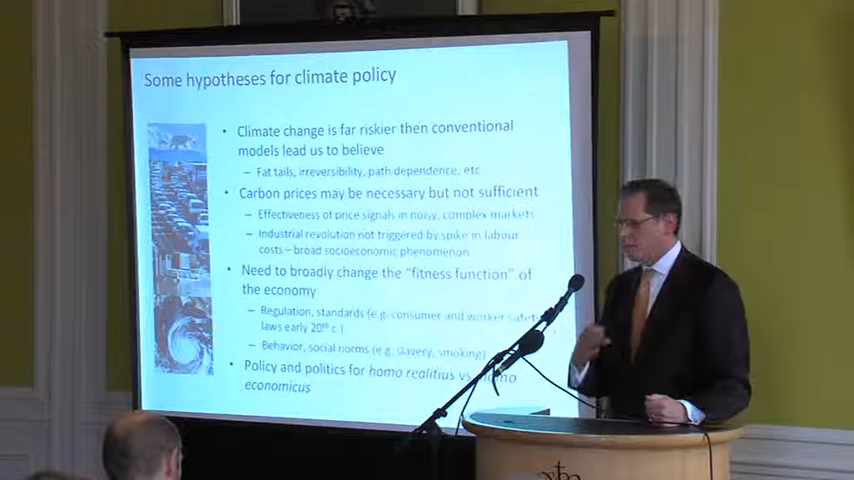 Some hypotheses for climate policy
• Climate change is far riskier then conventional
models lead us to believe
– Fat tails, irreversibility, path dependence, etc.
• Carbon prices may be necessary but not sufficient
– Effectiveness of price signals in noisy, complex markets
– Industrial revolution not triggered by spike in labour
costs – broad socioeconomic phenomenon
• Need to broadly change the "fitness function" of
the economy
– Regulation, standards (e.g. consumer and worker safety
laws early 20th c.)
– Behavior, social norms (e.g. slavery, smoking)
• Policy and politics for homo realitius vs. homo
economicus